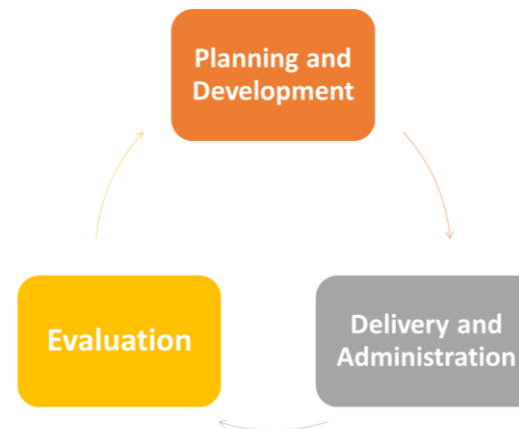 Planning and
Development
Evaluation
Delivery and
Administration